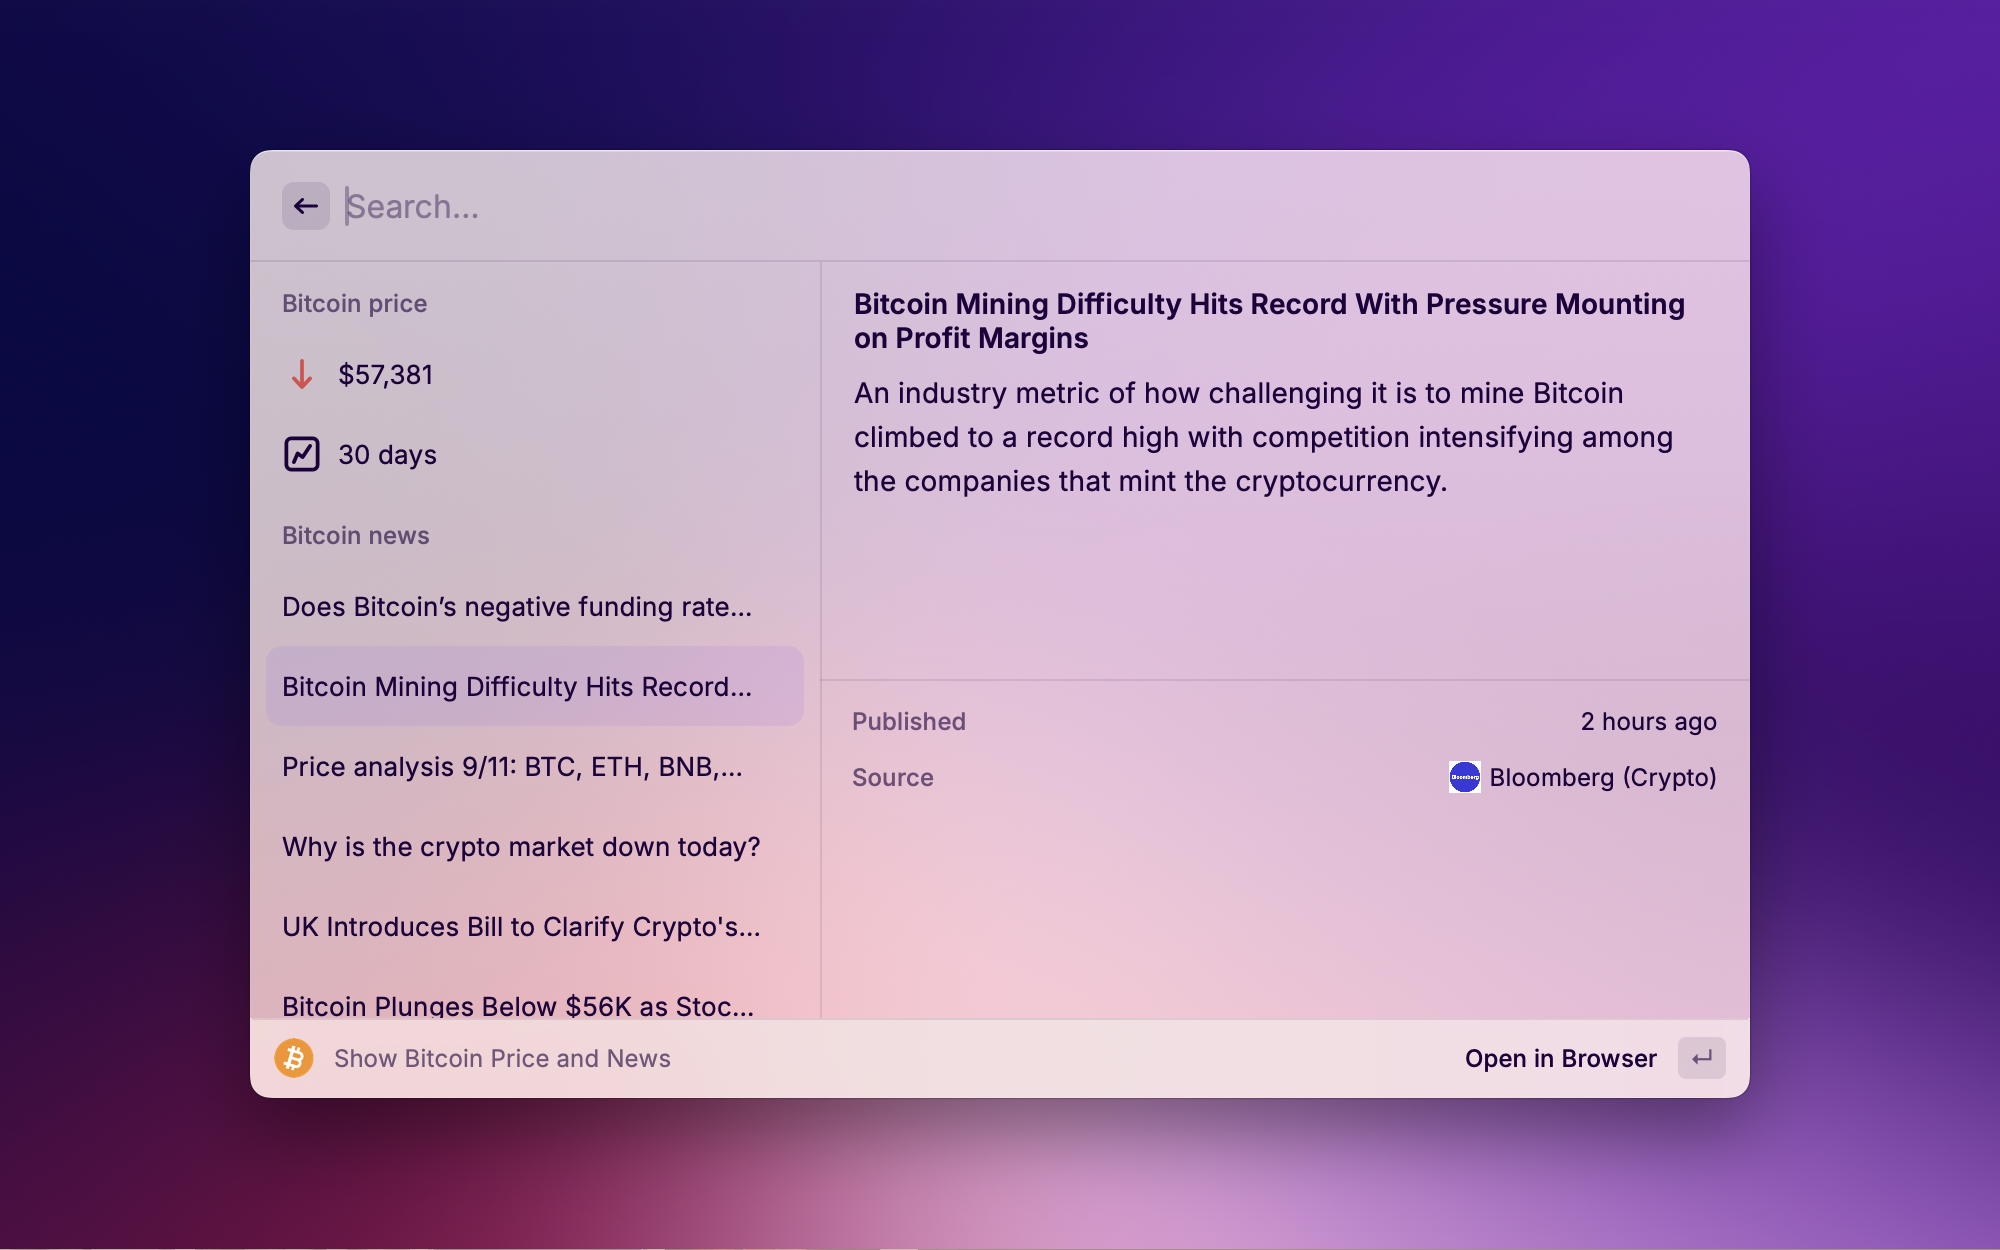 Search...
Bitcoin price
$57,381
30 days
Bitcoin news
Does Bitcoin’s negative funding rate...
Bitcoin Mining Difficulty Hits Record...
Price analysis 9/11: BTC, ETH, BNB,...
Why is the crypto market down today?
UK Introduces Bill to Clarify Crypto's...
Bitcoin Plunges Below $56K as Stoc...
Bitcoin Mining Difficulty Hits Record With Pressure Mounting
on Profit Margins
An industry metric of how challenging it is to mine Bitcoin
climbed to a record high with competition intensifying among
the companies that mint the cryptocurrency.
Published 2 hours ago
Source Bloomberg Bloomberg (Crypto)
Show Bitcoin Price and News
Open in Browser